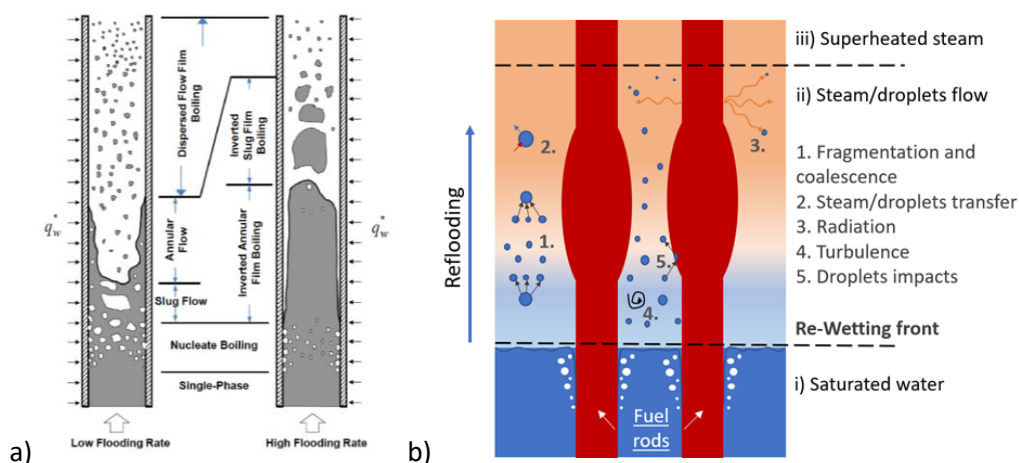 Dispersed Flow Film
Boiling
Inverted
Slug Film
Boiling
Annular
Flow
Inverted Annular
Film Boiling
Slug Flow
Nucleate Boiling
Single-Phase
q″w
q″w
Low Flooding Rate
High Flooding Rate
a)
b)
Reflooding
1.
2.
3.
4.
5.
Fuel
rods
iii) Superheated steam
ii) Steam/droplets flow
1. Fragmentation and
coalescence
2. Steam/droplets transfer
3. Radiation
4. Turbulence
5. Droplets impacts
Re-Wetting front
i) Saturated water